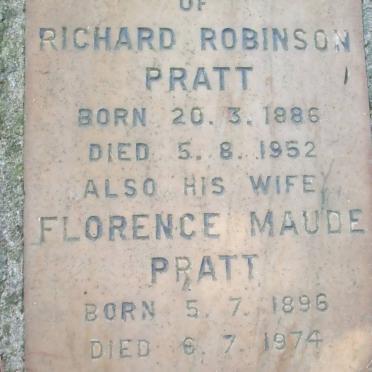 OF
RICHARD ROBINSON
PRATT
BORN 20. 3. 1886
DIED 5. 8. 1952
ALSO HIS WIFE
FLORENCE MAUDE
PRATT
BORN 5. 7. 1896
DIED 6. 7. 1974